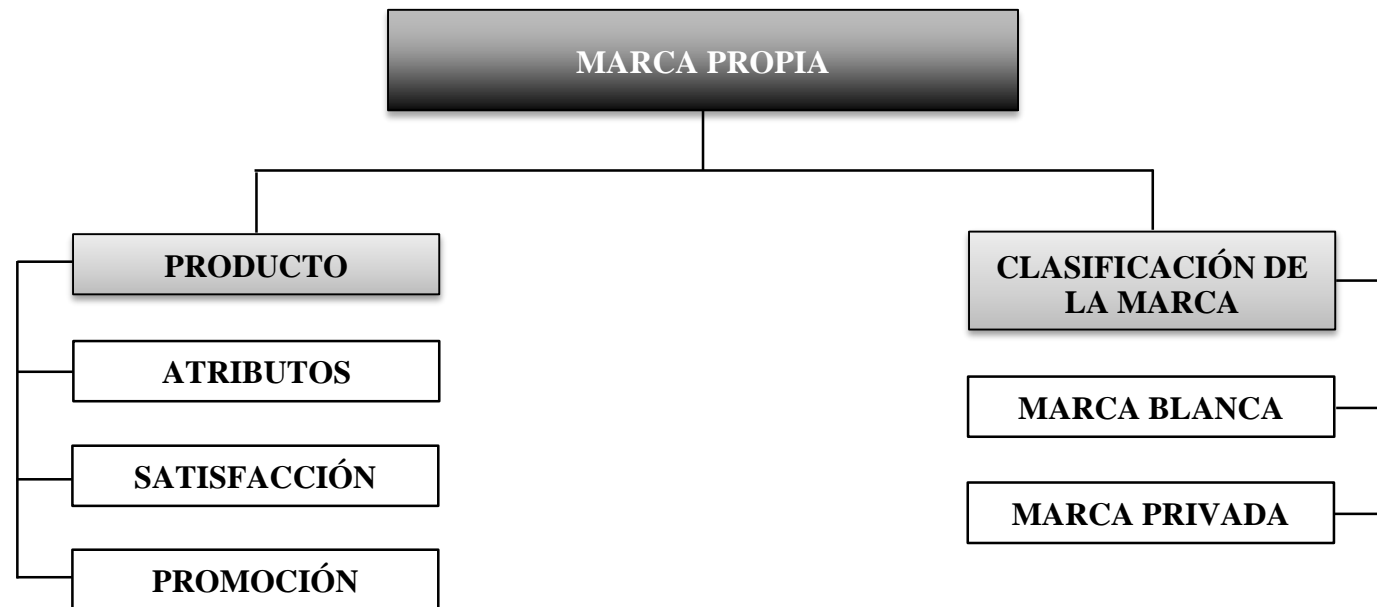 MARCA PROPIA
PRODUCTO
ATRIBUTOS
SATISFACCIÓN
PROMOCIÓN
CLASIFICACIÓN DE
LA MARCA
MARCA BLANCA
MARCA PRIVADA